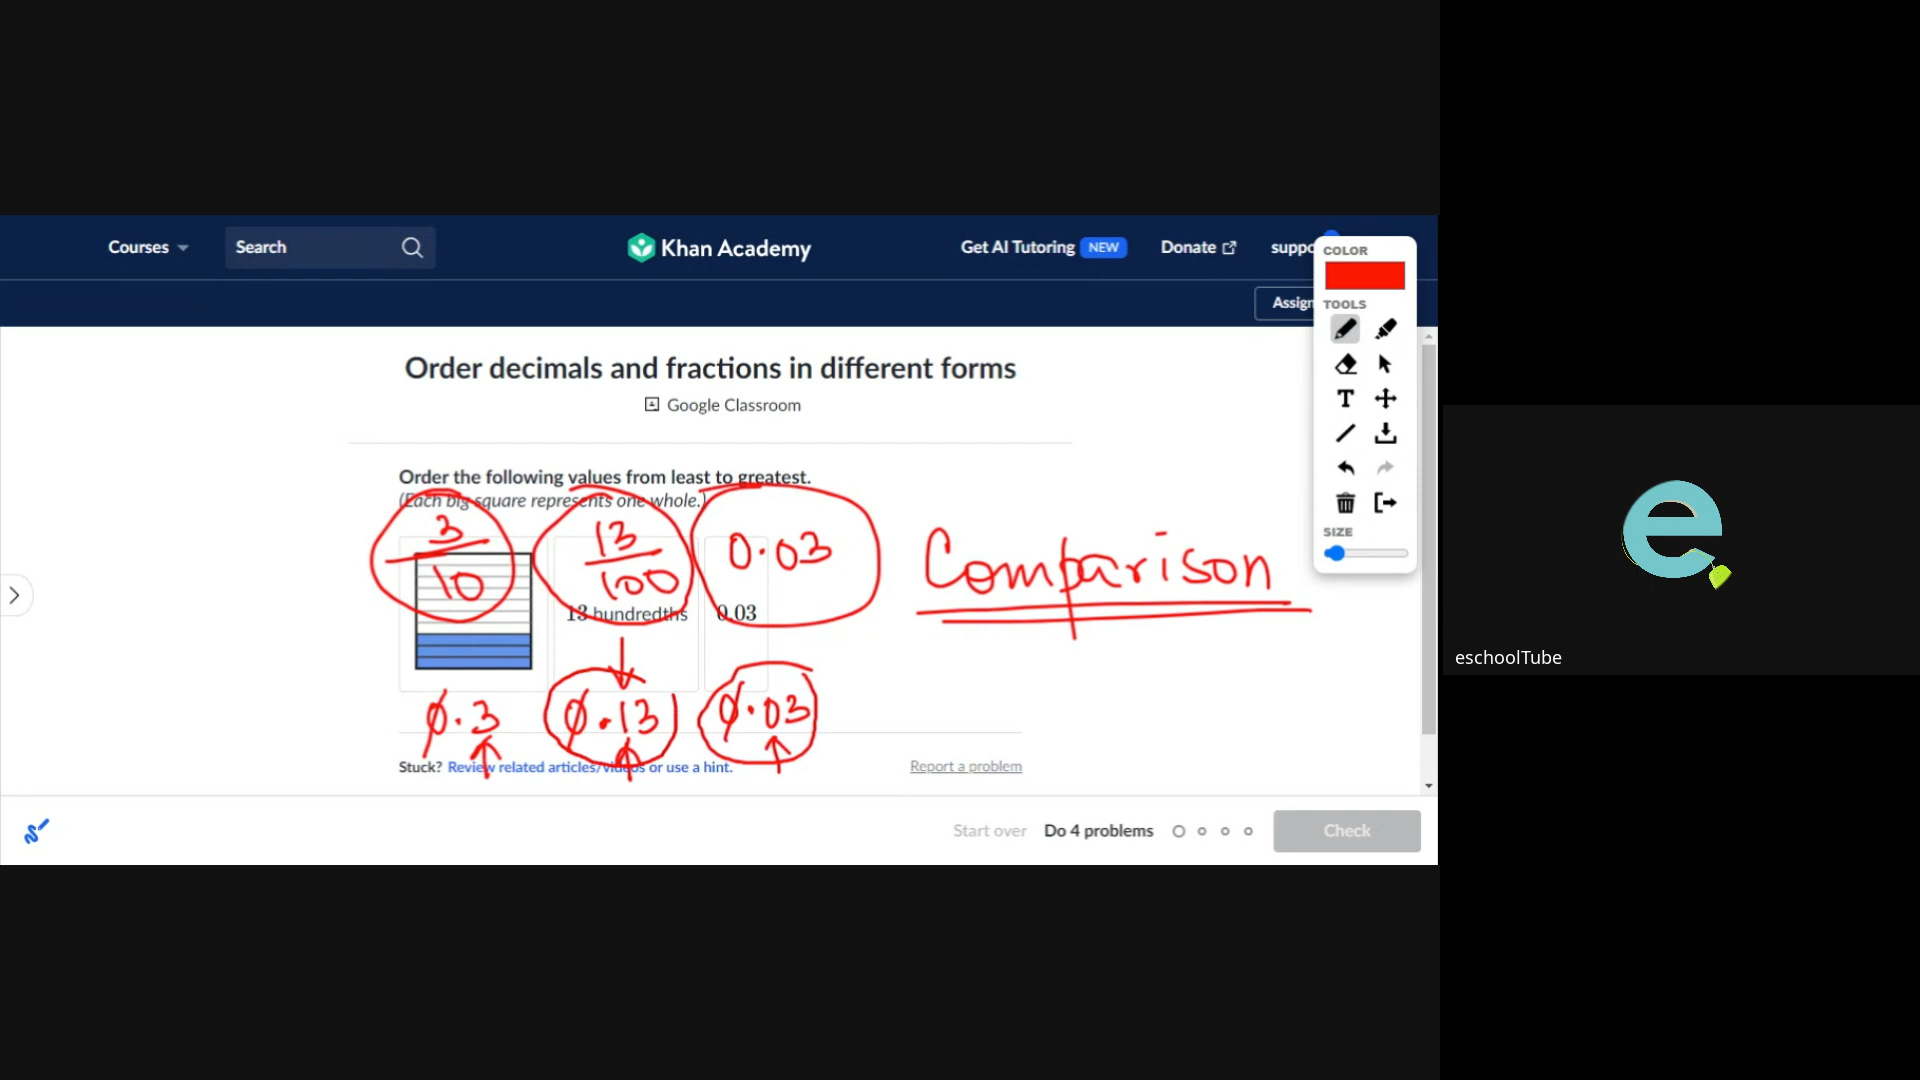 Courses
Search
Khan Academy
Get AI Tutoring NEW
Donate
suppo
Assign
COLOR
TOOLS
T
SIZE
Order decimals and fractions in different forms
Google Classroom
Order the following values from least to greatest.
(Each big square represents one whole.)
3/10
13/100
0.03
Comparison
13 hundredths
0.03
0.3
0.13
0.03
Stuck? Review related articles/videos or use a hint.
Report a problem
Start over
Do 4 problems
Check
e
eschoolTube